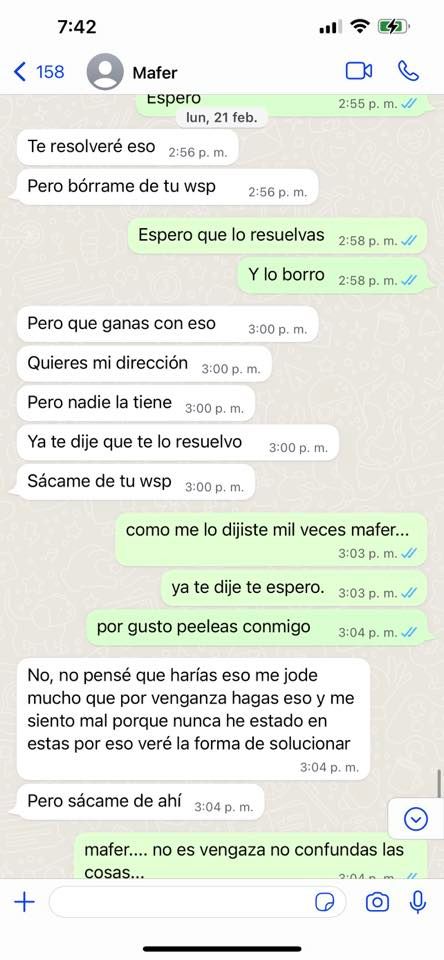 7:42
158
Mafer
Espero
2:55 p. m.
lun, 21 feb.
Te resolveré eso 2:56 p. m.
Pero bórrame de tu wsp 2:56 p. m.
Espero que lo resuelvas 2:58 p. m.
Y lo borro 2:58 p. m.
Pero que ganas con eso 3:00 p. m.
Quieres mi dirección 3:00 p. m.
Pero nadie la tiene 3:00 p. m.
Ya te dije que te lo resuelvo 3:00 p. m.
Sácame de tu wsp 3:00 p. m.
como me lo dijiste mil veces mafer...
3:03 p. m.
ya te dije te espero. 3:03 p. m.
por gusto peeleas conmigo 3:04 p. m.
No, no pensé que harías eso me jode
mucho que por venganza hagas eso y me
siento mal porque nunca he estado en
estas por eso veré la forma de solucionar
3:04 p. m.
Pero sácame de ahí 3:04 p. m.
mafer.... no es vengaza no confundas las
cosas... 3:04 p. m.